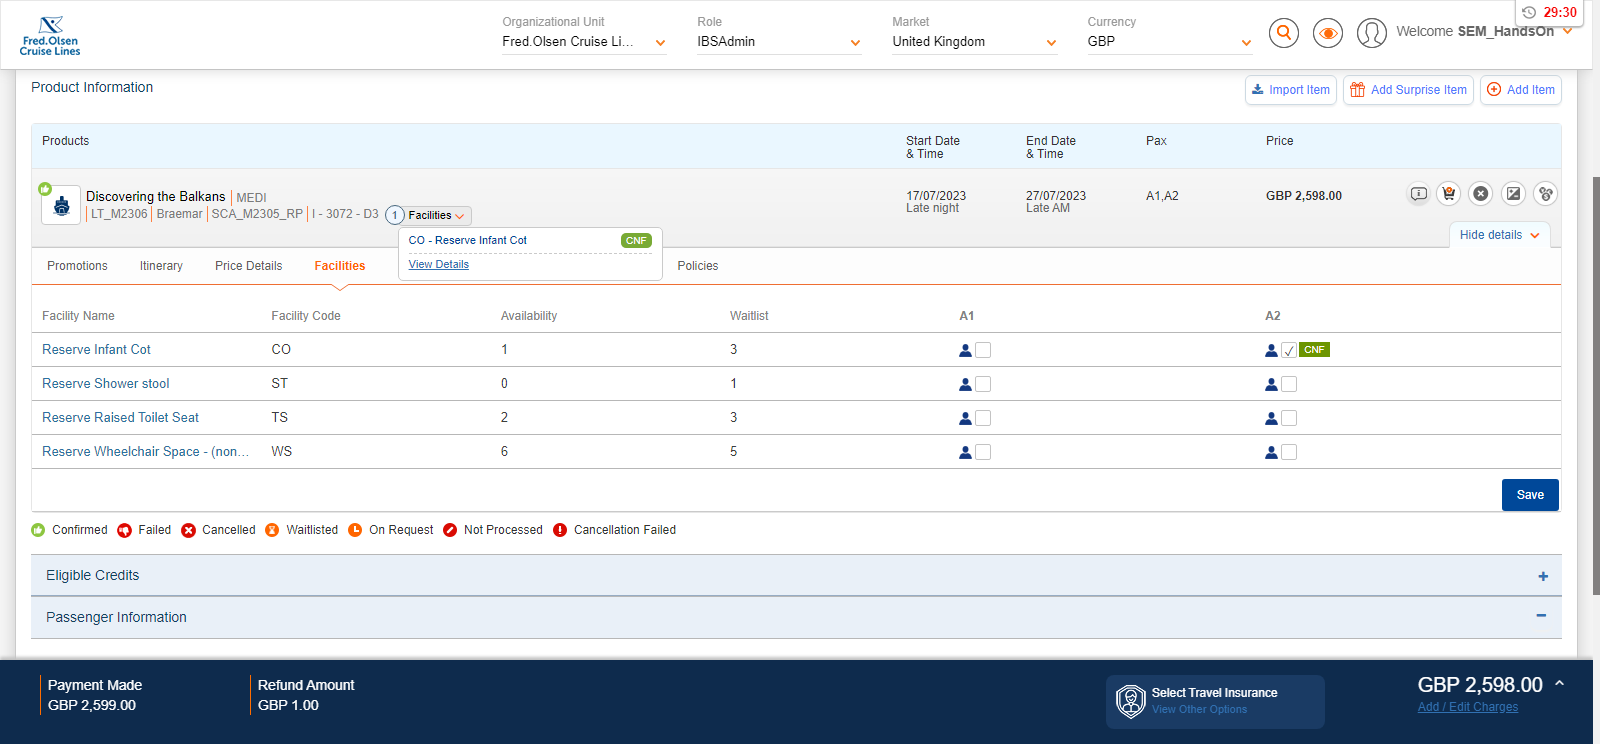 29:30
Fred.Olsen
Cruise Lines
Organizational Unit
Fred.Olsen Cruise Li...
Role
IBSAdmin
Market
United Kingdom
Currency
GBP
Welcome SEM_HandsOn
Product Information
Import Item
Add Surprise Item
Add Item
Products
Start Date
& Time
End Date
& Time
Pax
Price
Discovering the Balkans | MEDI
LT_M2306 | Braemar | SCA_M2305_RP | I - 3072 - D3
1 Facilities
17/07/2023
Late night
27/07/2023
Late AM
A1,A2
GBP 2,598.00
Hide details
CO - Reserve Infant Cot CNF
View Details
Promotions Itinerary Price Details Facilities Policies
Facility Name Facility Code Availability Waitlist A1 A2
Reserve Infant Cot CO 1 3 CNF
Reserve Shower stool ST 0 1
Reserve Raised Toilet Seat TS 2 3
Reserve Wheelchair Space - (non... WS 6 5
Save
Confirmed Failed Cancelled Waitlisted On Request Not Processed Cancellation Failed
Eligible Credits
Passenger Information
Payment Made
GBP 2,599.00
Refund Amount
GBP 1.00
Select Travel Insurance
View Other Options
GBP 2,598.00
Add / Edit Charges